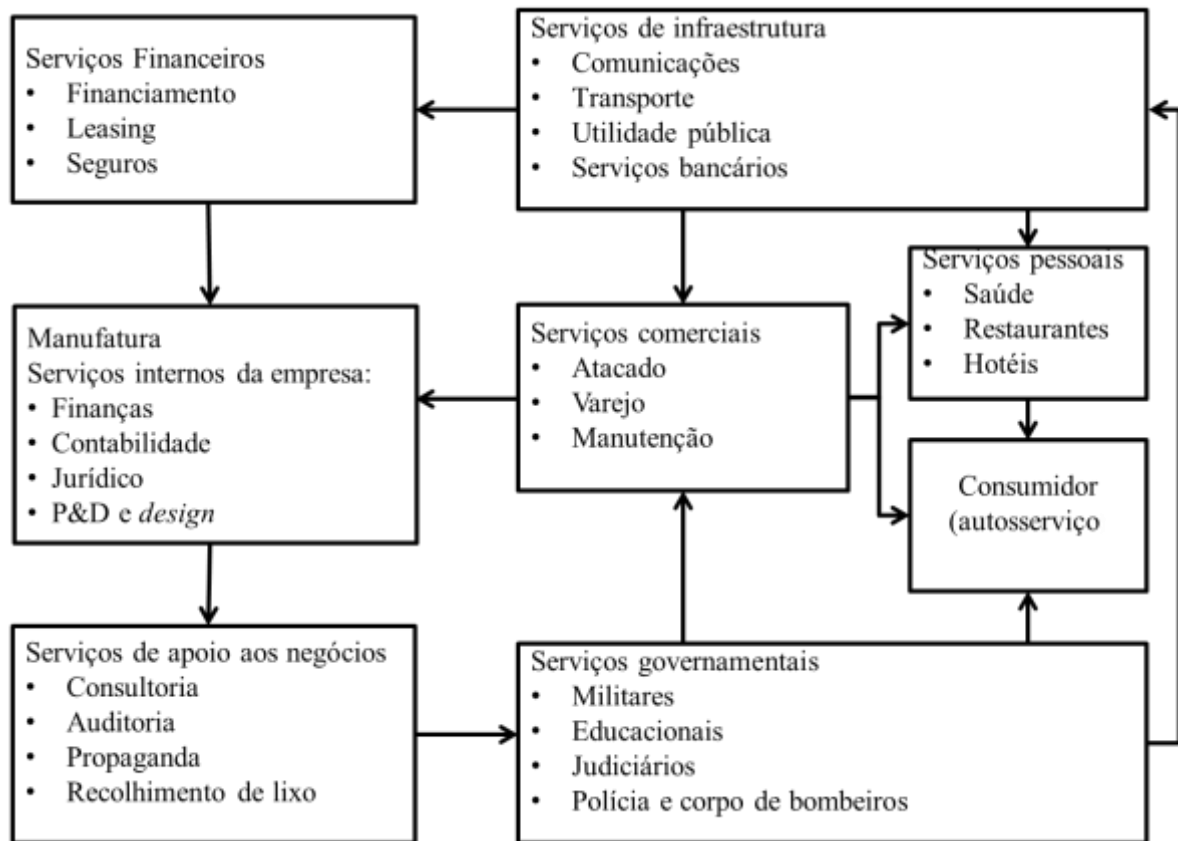 Serviços Financeiros
• Financiamento
• Leasing
• Seguros
Serviços de infraestrutura
• Comunicações
• Transporte
• Utilidade pública
• Serviços bancários
Manufatura
Serviços internos da empresa:
• Finanças
• Contabilidade
• Jurídico
• P&D e design
Serviços comerciais
• Atacado
• Varejo
• Manutenção
Serviços pessoais
• Saúde
• Restaurantes
• Hotéis
Consumidor
(autosserviço
Serviços de apoio aos negócios
• Consultoria
• Auditoria
• Propaganda
• Recolhimento de lixo
Serviços governamentais
• Militares
• Educacionais
• Judiciários
• Polícia e corpo de bombeiros